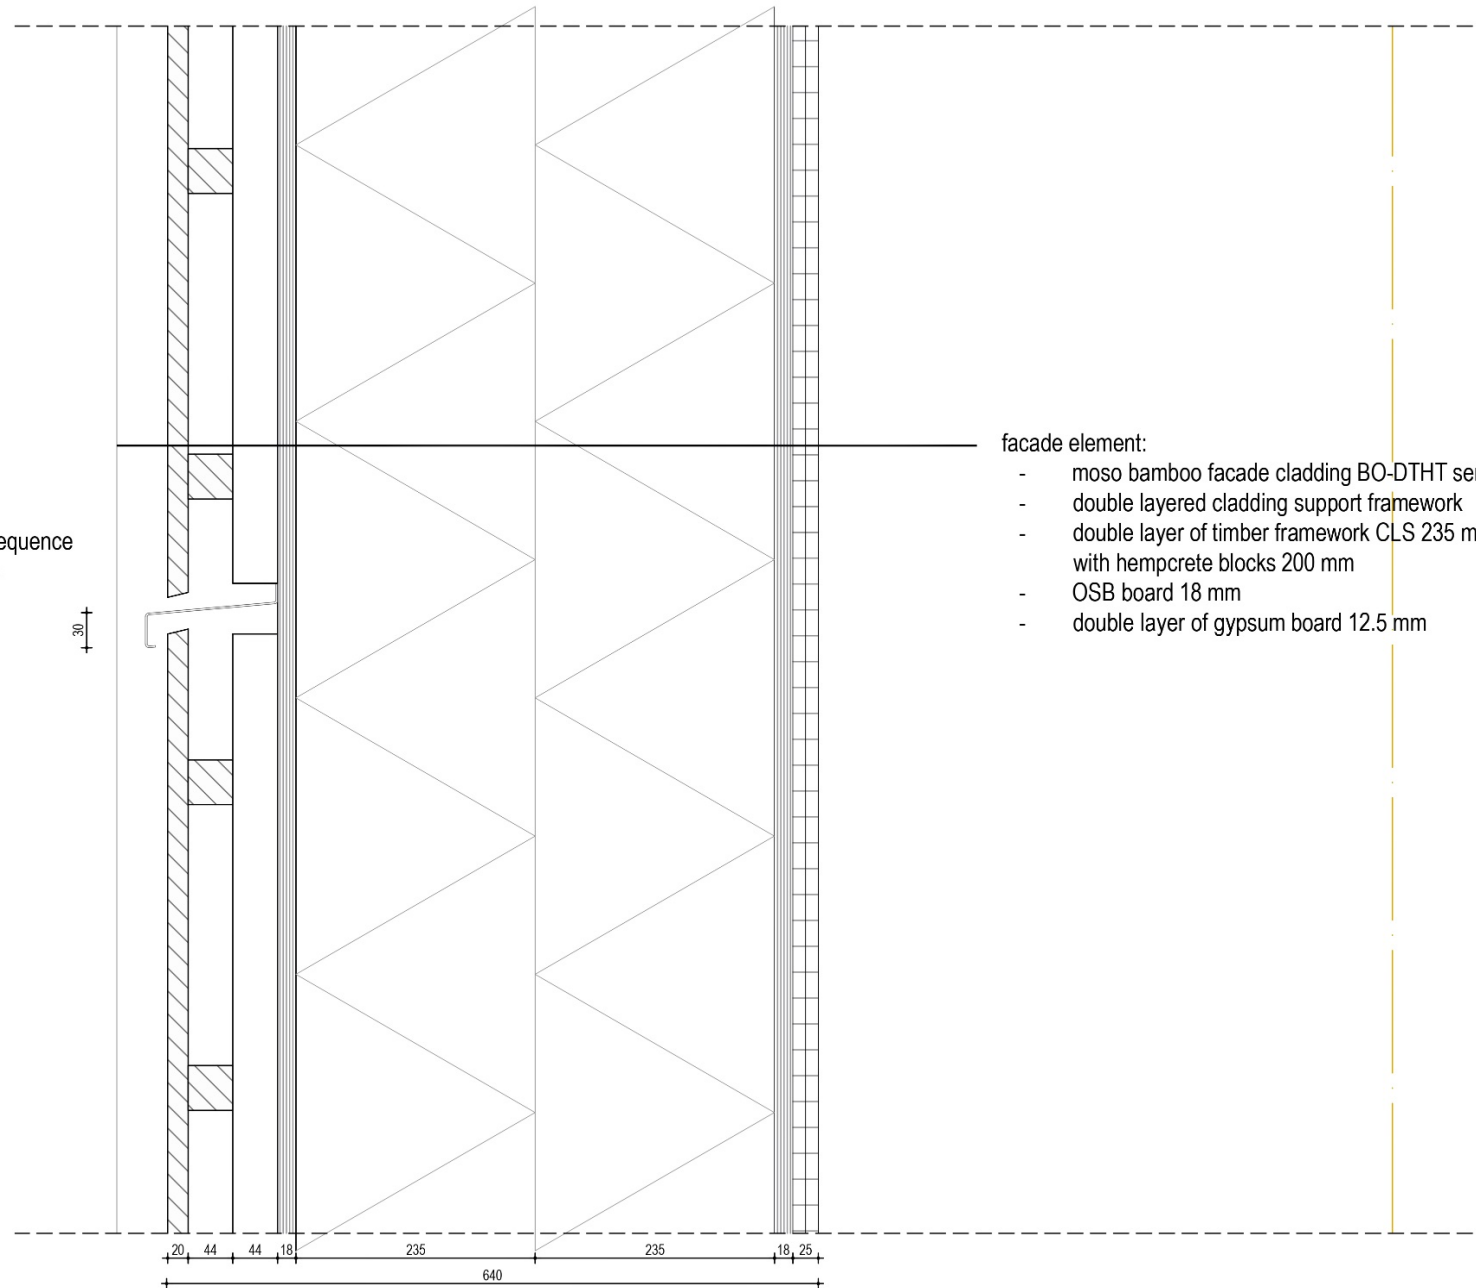 facade element:
- moso bamboo facade cladding BO-DTHT
- double layered cladding support framework
- double layer of timber framework CLS 235
with hempcrete blocks 200 mm
- OSB board 18 mm
- double layer of gypsum board 12.5 mm
30
20 44 44 18 235 235 18 25
640